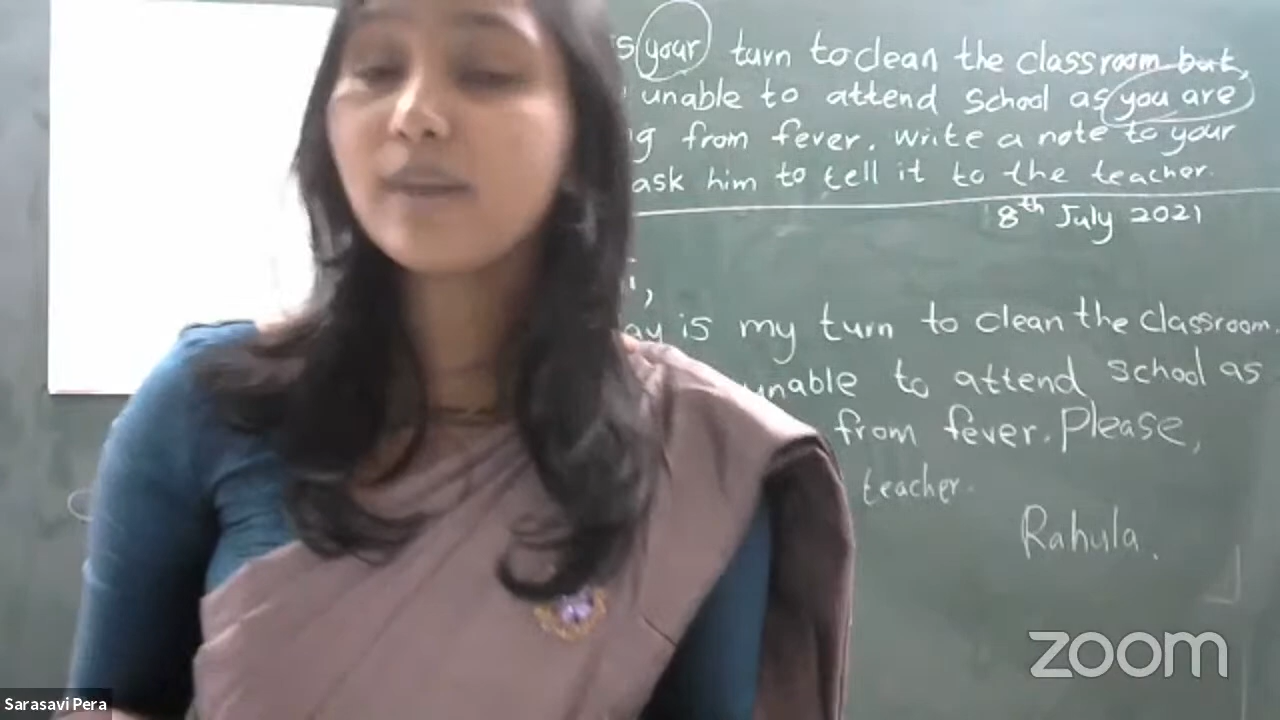 your turn to clean the classroom but,
unable to attend School as you are
from fever. Write a note to your
ask him to tell it to the teacher.
8th July 2021
is my turn to clean the classroom.
unable to attend school as
from fever. Please,
teacher.
Rahula.
zoom
Sarasavi Pera